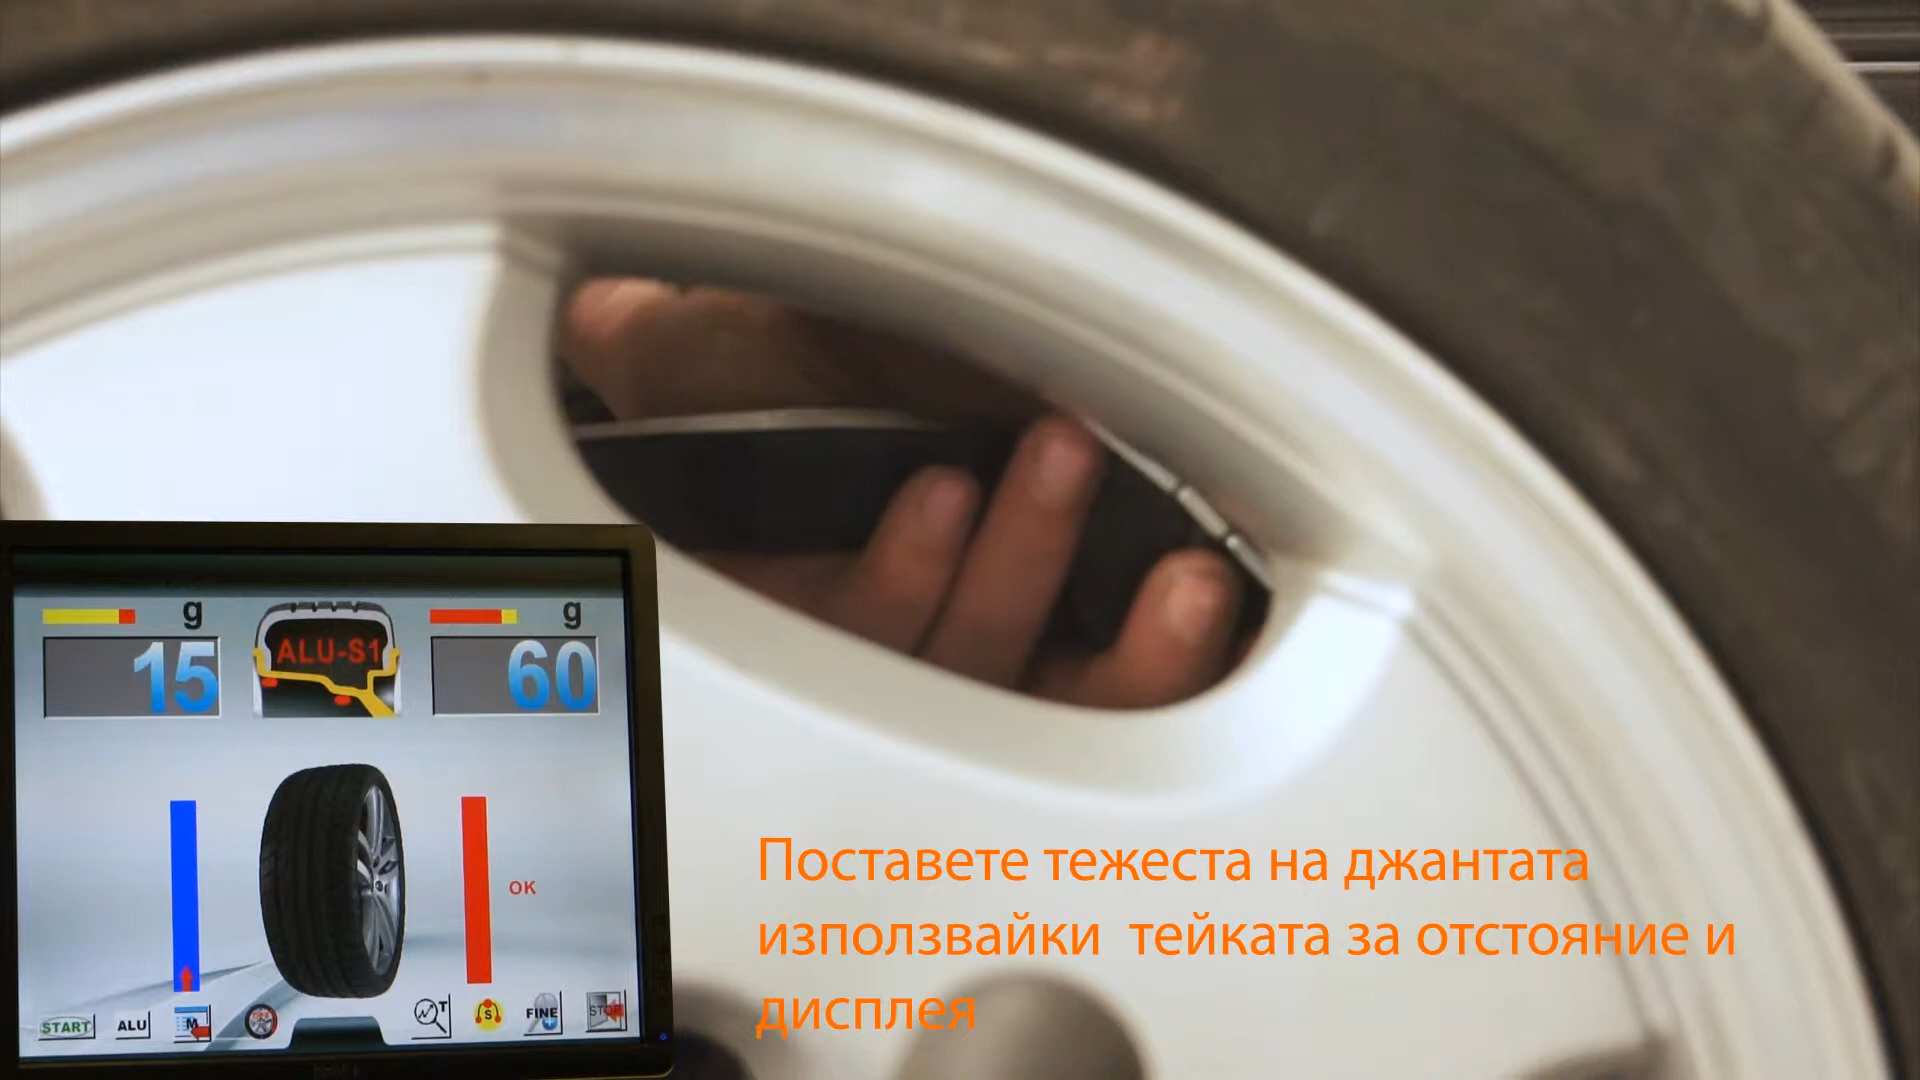 g
g
15
ALU-S1
60
OK
START
ALU
M
T
S
FINE
STOP
Поставете тежеста на джантата
използвайки тейката за отстояние и
дисплея